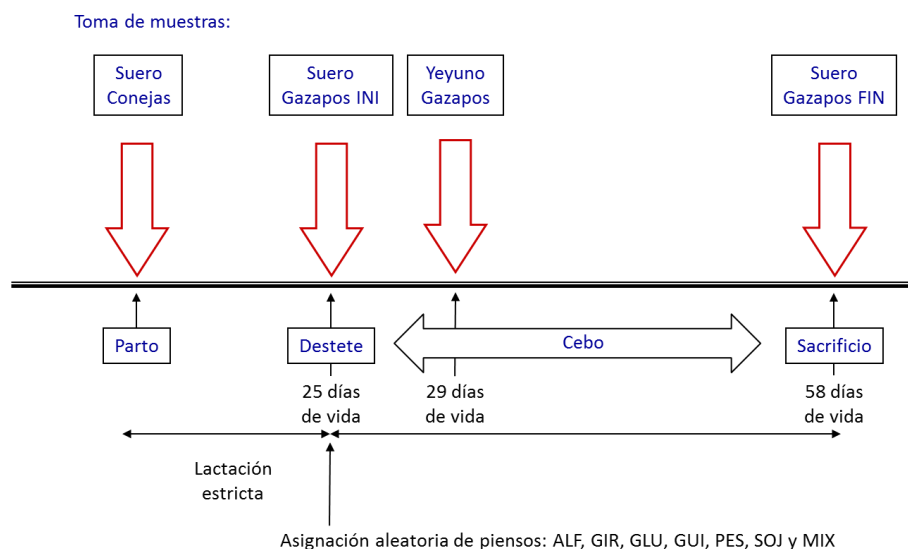 Toma de muestras:
Suero
Conejas
Suero
Gazapos INI
Yeyuno
Gazapos
Suero
Gazapos FIN
Parto
Destete
Cebo
Sacrificio
25 días
de vida
29 días
de vida
58 días
de vida
Lactación
estricta
Asignación aleatoria de piensos: ALF, GIR, GLU, GUI, PES, SOJ y MIX